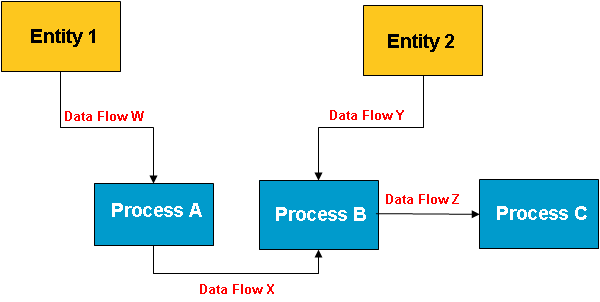 Entity 1
Entity 2
Data Flow W
Data Flow Y
Process A
Process B
Data Flow Z
Process C
Data Flow X